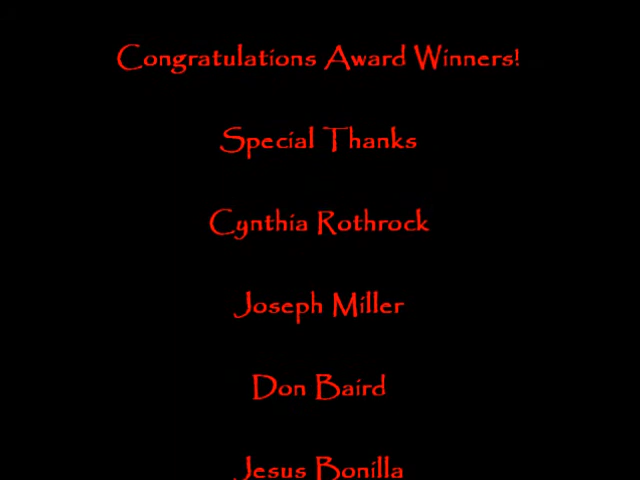 Congratulations Award Winners!
Special Thanks
Cynthia Rothrock
Joseph Miller
Don Baird
Jesus Bonilla